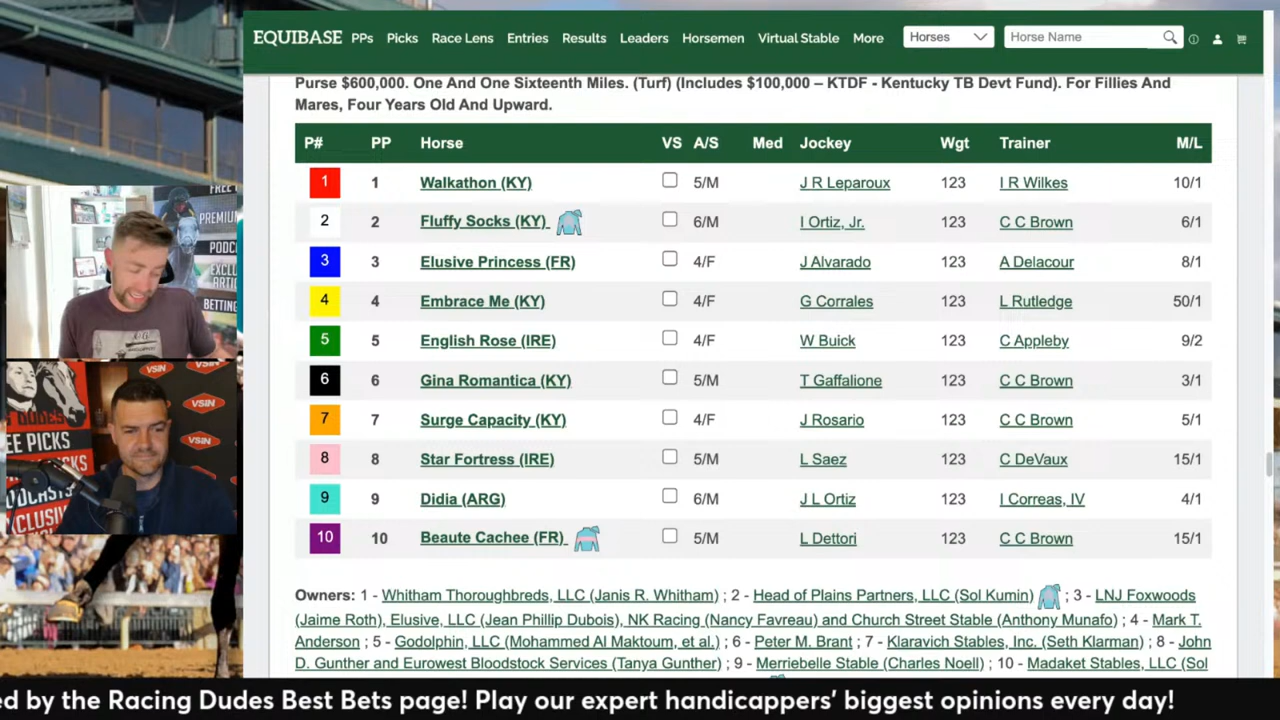 EQUIBASE PPs Picks Race Lens Entries Results Leaders Horsemen Virtual Stable More Horses Horse Name
Purse $600,000. One And One Sixteenth Miles. (Turf) (Includes $100,000 – KTDF - Kentucky TB Devt Fund). For Fillies And
Mares, Four Years Old And Upward.
P# PP Horse VS A/S Med Jockey Wgt Trainer M/L
1 1 Walkathon (KY) 5/M J R Leparoux 123 I R Wilkes 10/1
2 2 Fluffy Socks (KY) 6/M I Ortiz, Jr. 123 C C Brown 6/1
3 3 Elusive Princess (FR) 4/F J Alvarado 123 A Delacour 8/1
4 4 Embrace Me (KY) 4/F G Corrales 123 L Rutledge 50/1
5 5 English Rose (IRE) 4/F W Buick 123 C Appleby 9/2
6 6 Gina Romantica (KY) 5/M T Gaffalione 123 C C Brown 3/1
7 7 Surge Capacity (KY) 4/F J Rosario 123 C C Brown 5/1
8 8 Star Fortress (IRE) 5/M L Saez 123 C DeVaux 15/1
9 9 Didia (ARG) 6/M J L Ortiz 123 I Correas, IV 4/1
10 10 Beaute Cachee (FR) 5/M L Dettori 123 C C Brown 15/1
Owners: 1 - Whitham Thoroughbreds, LLC (Janis R. Whitham) ; 2 - Head of Plains Partners, LLC (Sol Kumin) ; 3 - LNJ Foxwoods
(Jaime Roth), Elusive, LLC (Jean Phillip Dubois), NK Racing (Nancy Favreau) and Church Street Stable (Anthony Munafo) ; 4 - Mark T.
Anderson ; 5 - Godolphin, LLC (Mohammed Al Maktoum, et al.) ; 6 - Peter M. Brant ; 7 - Klaravich Stables, Inc. (Seth Klarman) ; 8 - John
D. Gunther and Eurowest Bloodstock Services (Tanya Gunther) ; 9 - Merriebelle Stable (Charles Noell) ; 10 - Madaket Stables, LLC (Sol
PREMIUM
PODC
EXCLU
ARTIC
BETTING
VSiN
VSiN
VSiN
DUDES
EE PICKS
PODCASTS
EXCLUSIV
ed by the Racing Dudes Best Bets page! Play our expert handicappers' biggest opinions every day!